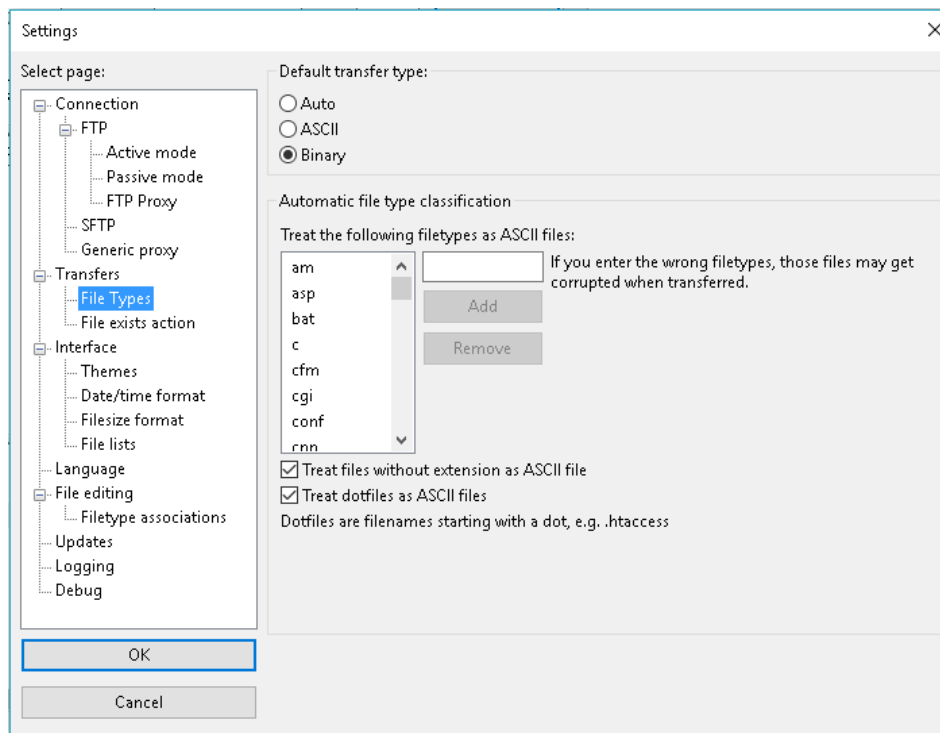 Settings
Select page:
Connection
FTP
Active mode
Passive mode
FTP Proxy
SFTP
Generic proxy
Transfers
File Types
File exists action
Interface
Themes
Date/time format
Filesize format
File lists
Language
File editing
Filetype associations
Updates
Logging
Debug
OK
Cancel
Default transfer type:
Auto
ASCII
Binary
Automatic file type classification
Treat the following filetypes as ASCII files:
am
asp
bat
c
cfm
cgi
conf
cnn
If you enter the wrong filetypes, those files may get
corrupted when transferred.
Add
Remove
Treat files without extension as ASCII file
Treat dotfiles as ASCII files
Dotfiles are filenames starting with a dot, e.g. .htaccess